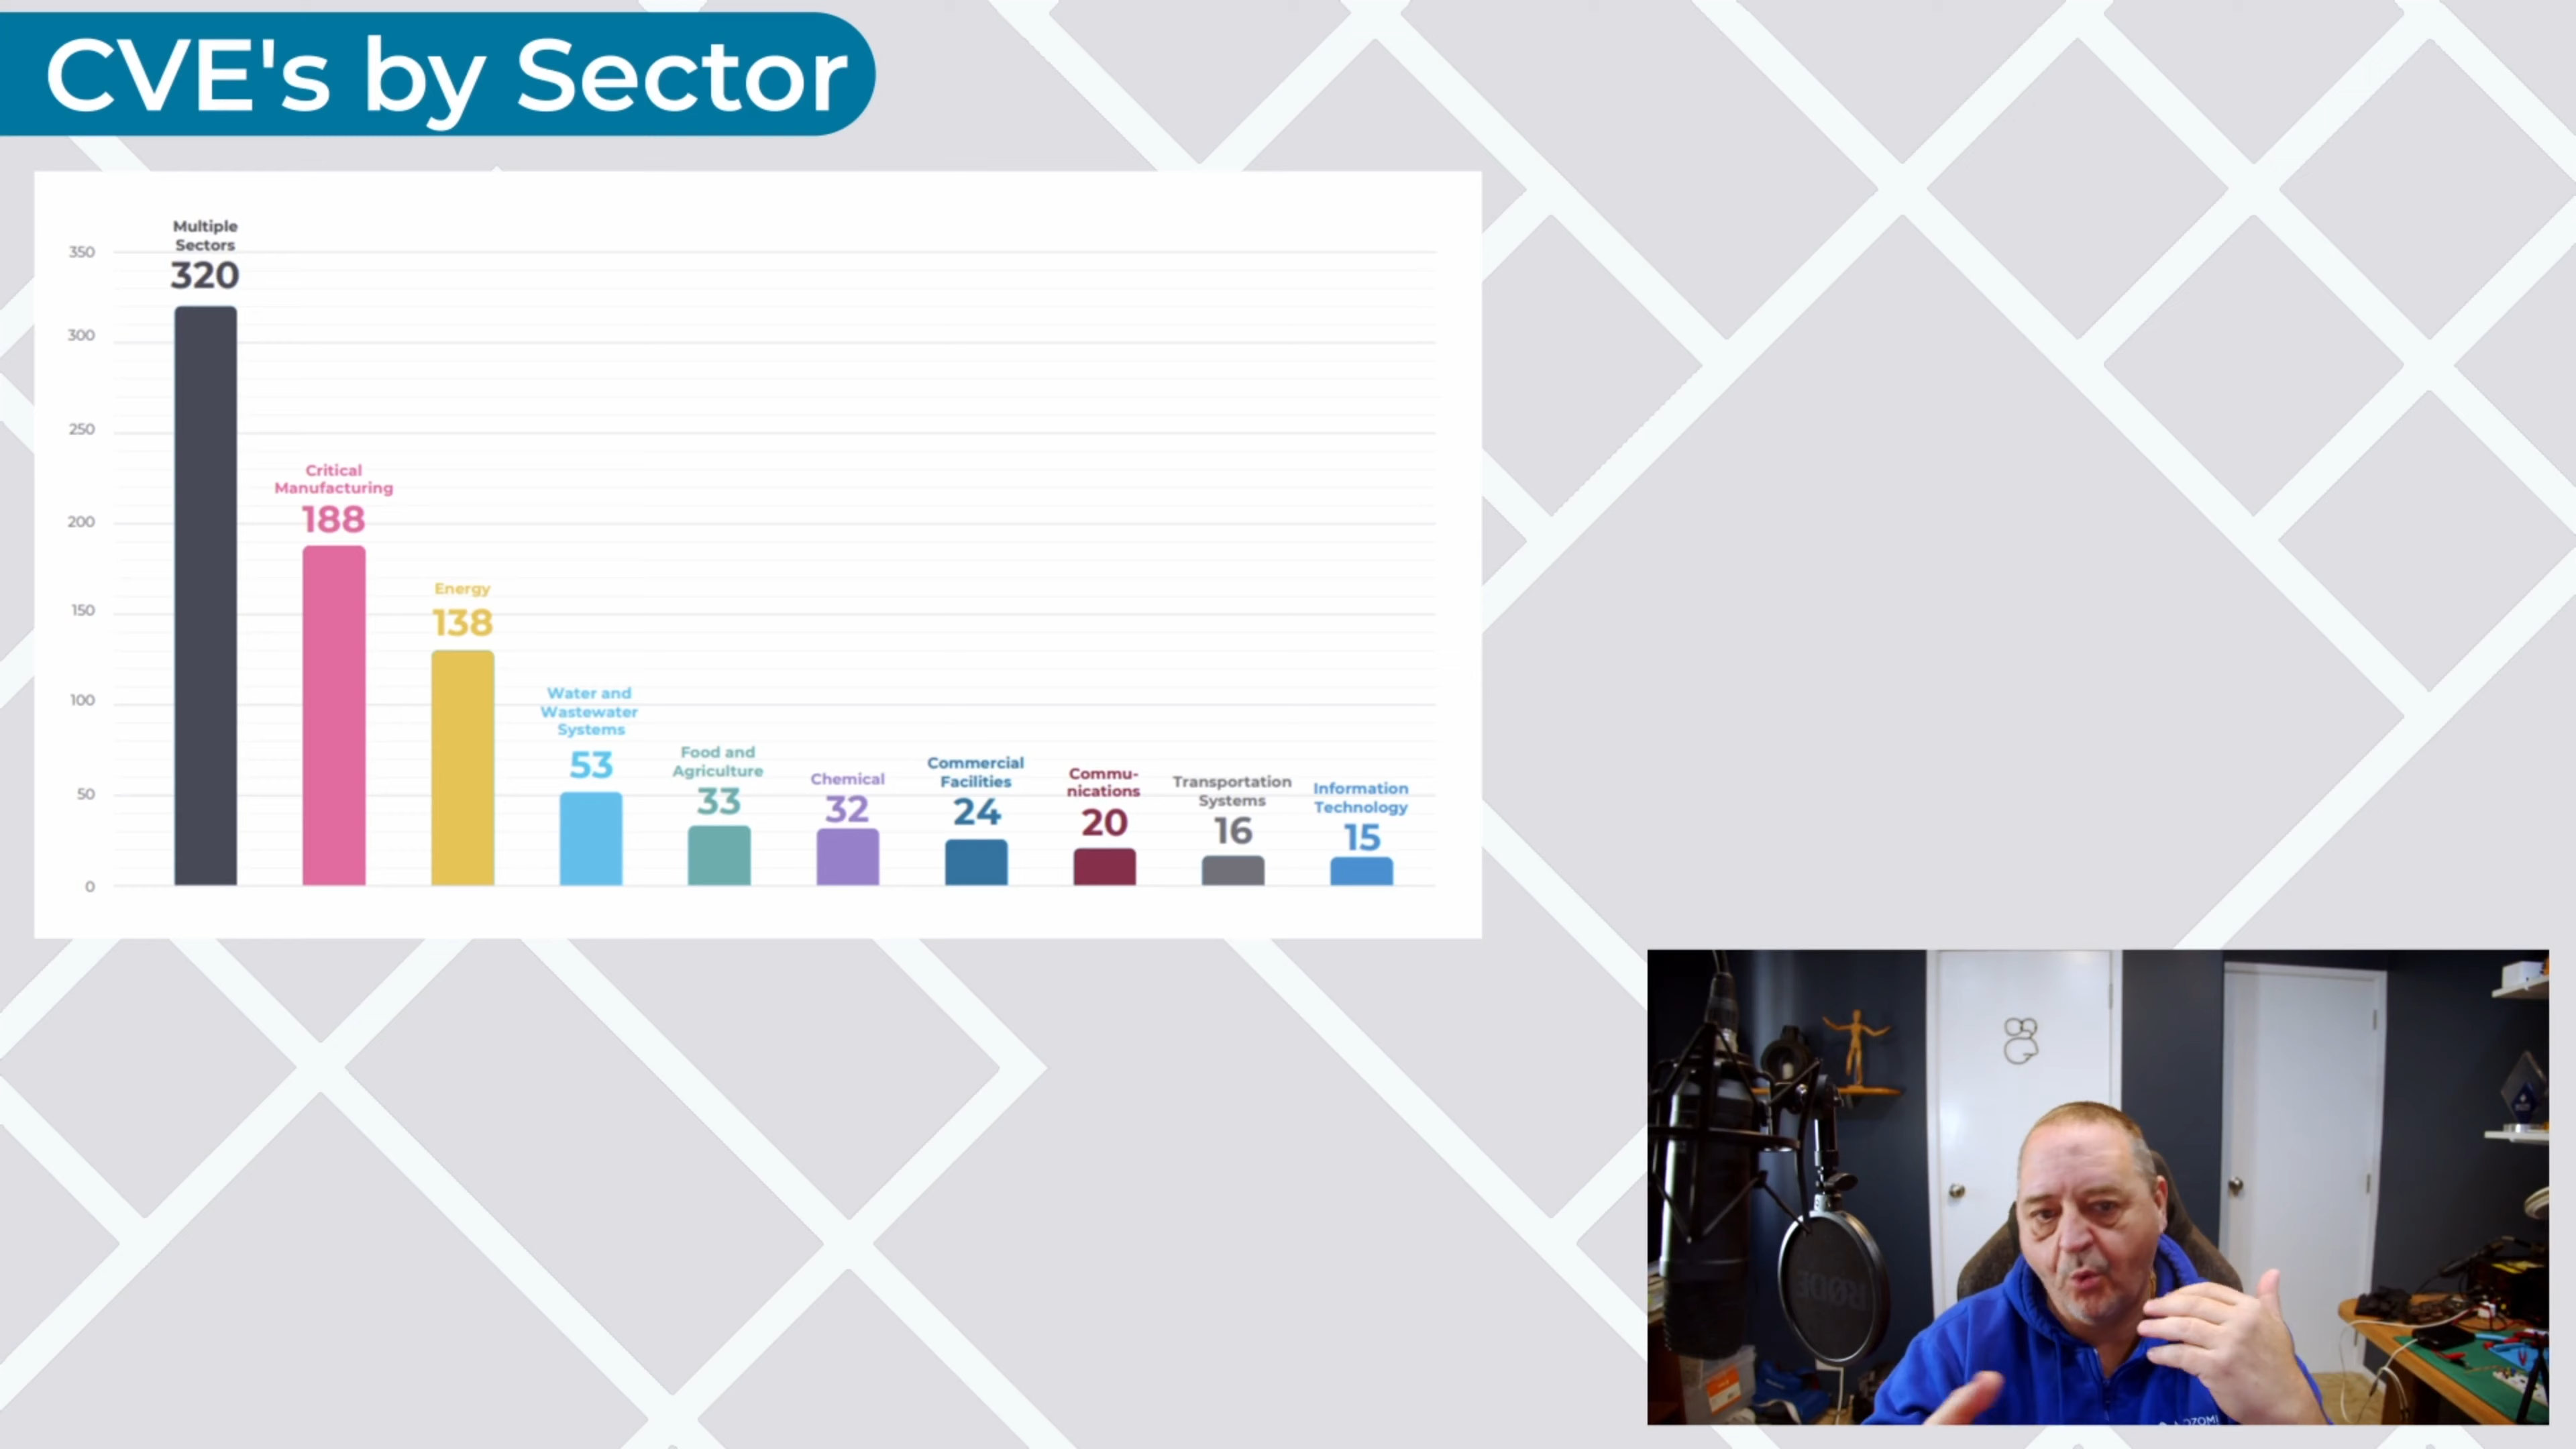 CVE's by Sector
350
300
250
200
150
100
50
0
Multiple
Sectors
320
Critical
Manufacturing
188
Energy
138
Water and
Wastewater
Systems
53
Food and
Agriculture
33
Chemical
32
Commercial
Facilities
24
Commu-
nications
20
Transportation
Systems
16
Information
Technology
15
RØDE